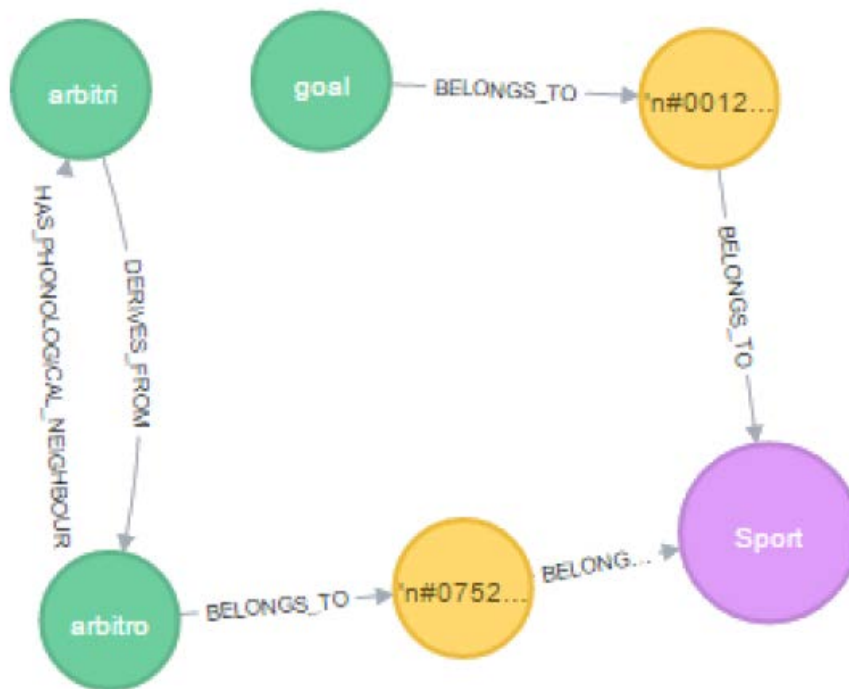 arbitri
goal
BELONGS_TO
"n#0012...
HAS_PHONOLOGICAL_NEIGHBOUR
DERIVES_FROM
BELONGS_TO
Sport
arbitro
BELONGS_TO
"n#0752...
BELONG...